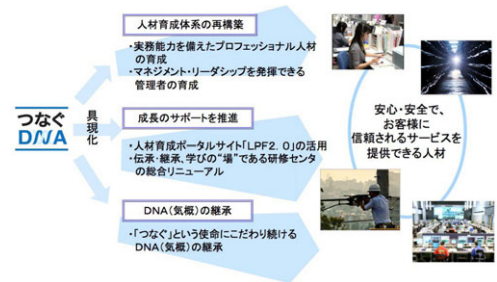 つなぐ
DNA
具現化
人材育成体系の再構築
・実務能力を備えたプロフェッショナル人材
の育成
・マネジメント・リーダシップを発揮できる
管理者の育成
成長のサポートを推進
・人材育成ポータルサイト「LPF2.0」の活用
・伝承・継承、学びの“場”である研修センタ
の総合リニューアル
DNA(気概)の継承
・「つなぐ」という使命にこだわり続ける
DNA(気概)の継承
安心・安全で、
お客様に
信頼されるサービスを
提供できる人材